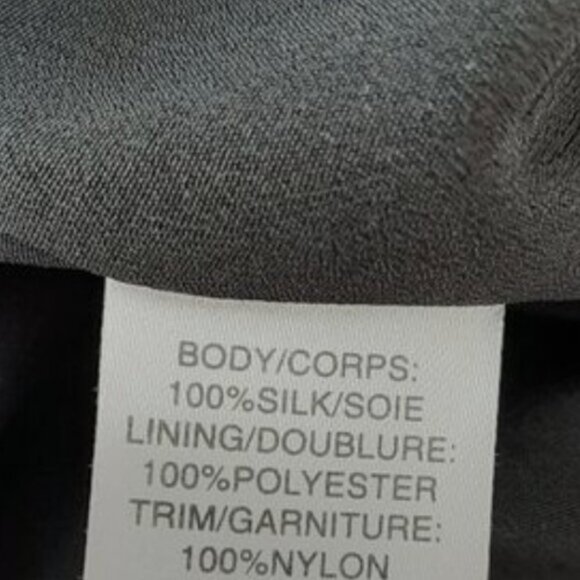 BODY/CORPS:
100%SILK/SOIE
LINING/DOUBLURE:
100%POLYESTER
TRIM/GARNITURE:
100%NYLON